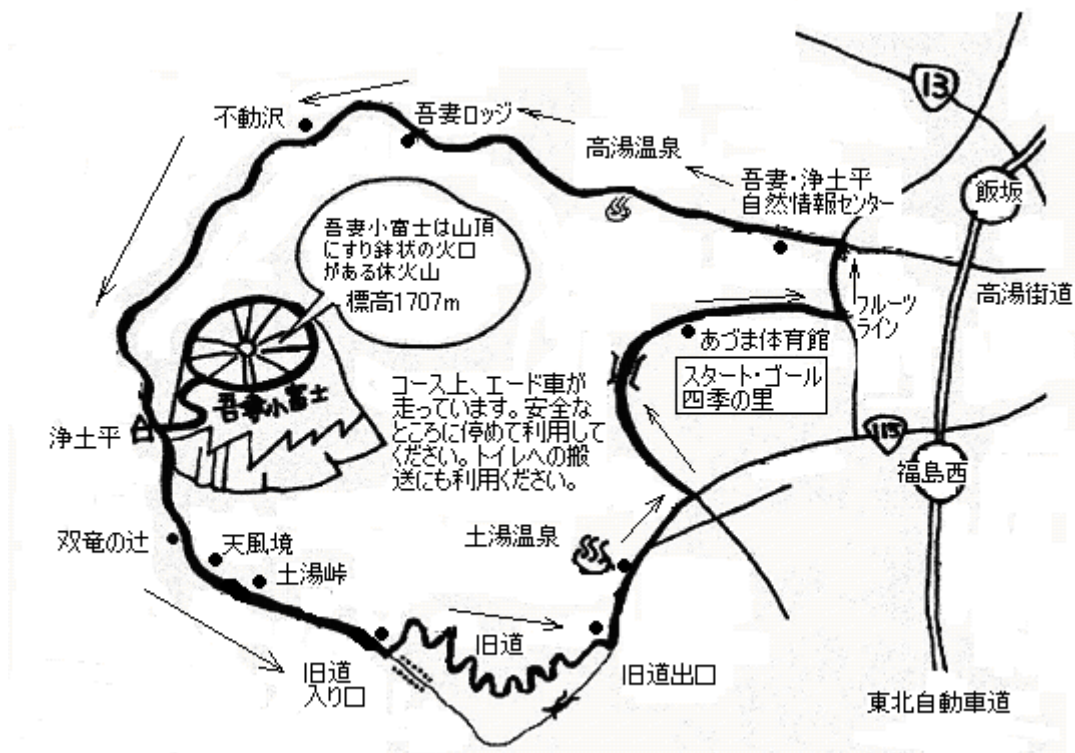 13
不動沢
吾妻ロッジ
高湯温泉
吾妻・浄土平
自然情報センター
飯坂
吾妻小富士は山頂
にすり鉢状の火口
がある休火山
標高1707m
高湯街道
フルーツ
ライン
あづま体育館
スタート・ゴール
四季の里
コース上、エード車が
走っています。安全な
ところに停めて利用して
ください。トイレへの搬
送にも利用ください。
吾妻小富士
浄土平
115
福島西
双竜の辻
天風境
土湯峠
土湯温泉
旧道
旧道
入り口
旧道出口
東北自動車道